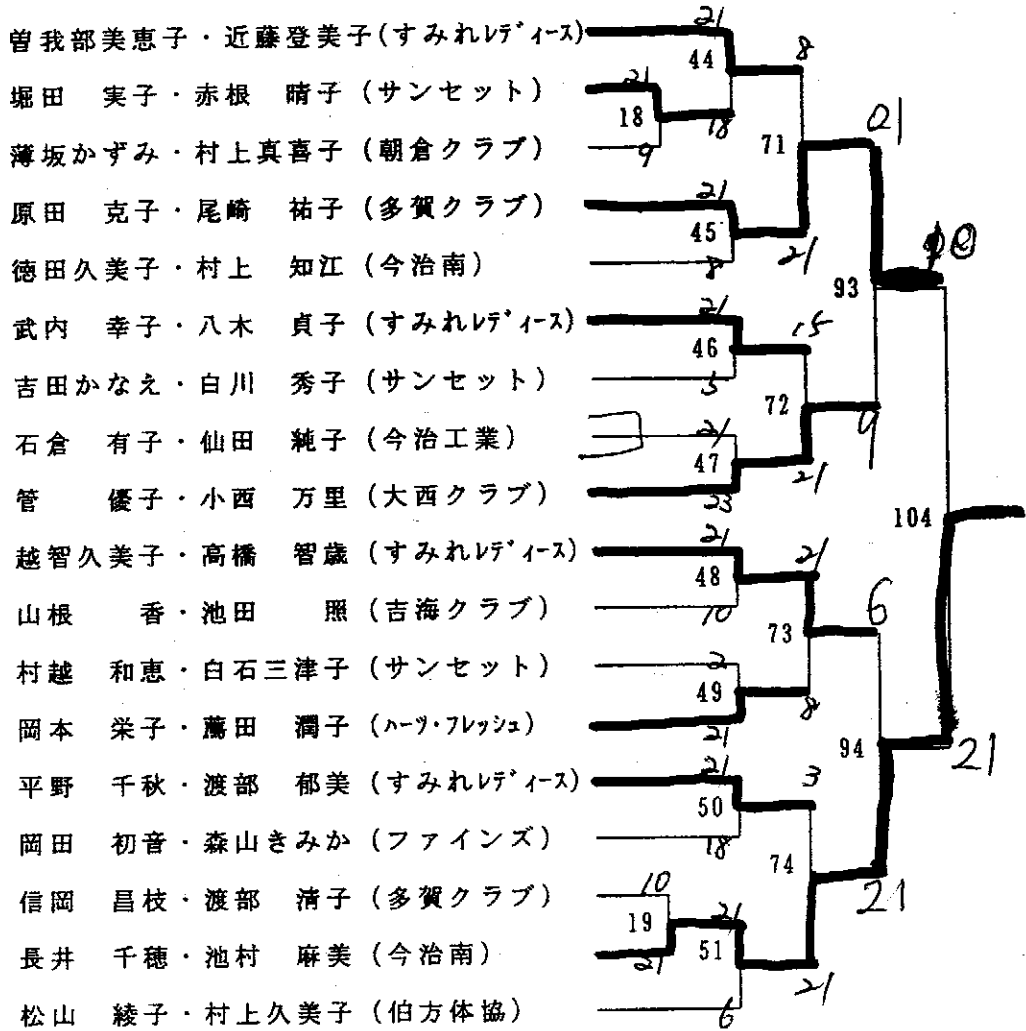 曽我部美恵子・近藤登美子(すみれレディース) 21
44 8
堀田 実子・赤根 晴子 (サンセット) 21
18 18
薄坂かずみ・村上真喜子 (朝倉クラブ) 9
71 21
原田 克子・尾崎 祐子 (多賀クラブ) 21
45 21
徳田久美子・村上 知江 (今治南) 8
93
武内 幸子・八木 貞子 (すみれレディース) 21
46 15
吉田かなえ・白川 秀子 (サンセット) 5
72 9
石倉 有子・仙田 純子 (今治工業) 21
47 21
管 優子・小西 万里 (大西クラブ) 23
104
越智久美子・高橋 智歳 (すみれレディース) 21
48 21
山根 香・池田 照 (吉海クラブ) 10
73 6
村越 和恵・白石三津子 (サンセット) 2
49 8
岡本 栄子・薦田 潤子 (ハーツ・フレッシュ) 21
94 21
平野 千秋・渡部 郁美 (すみれレディース) 21
50 3
岡田 初音・森山きみか (ファインズ) 18
74 21
信岡 昌枝・渡部 清子 (多賀クラブ) 10
19 21
51 21
長井 千穂・池村 麻美 (今治南) 21
松山 綾子・村上久美子 (伯方体協) 6